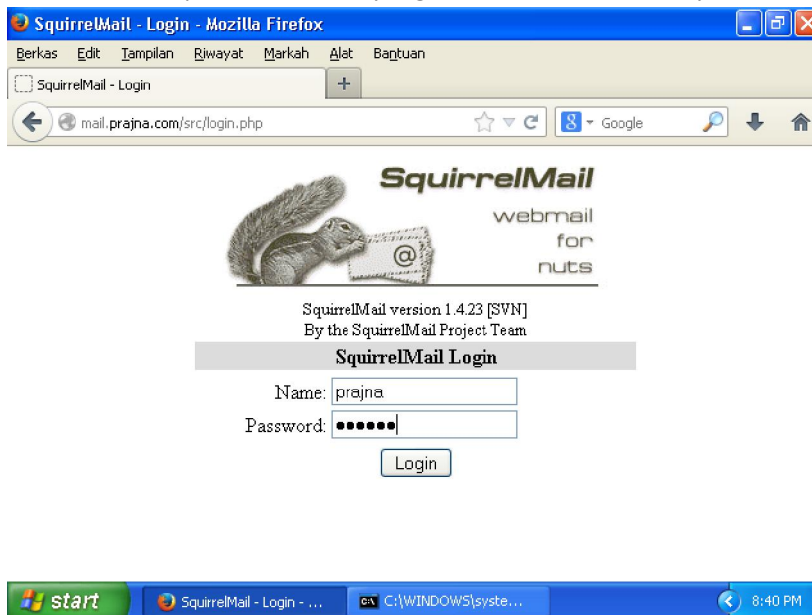 SquirrelMail - Login - Mozilla Firefox
Berkas Edit Tampilan Riwayat Markah Alat Bantuan
SquirrelMail - Login +
mail.prajna.com/src/login.php 8 Google
SquirrelMail
webmail
for
nuts
@
SquirrelMail version 1.4.23 [SVN]
By the SquirrelMail Project Team
SquirrelMail Login
Name: prajna
Password: ●●●●●●
Login
start SquirrelMail - Login - ... C:\WINDOWS\syste... 8:40 PM